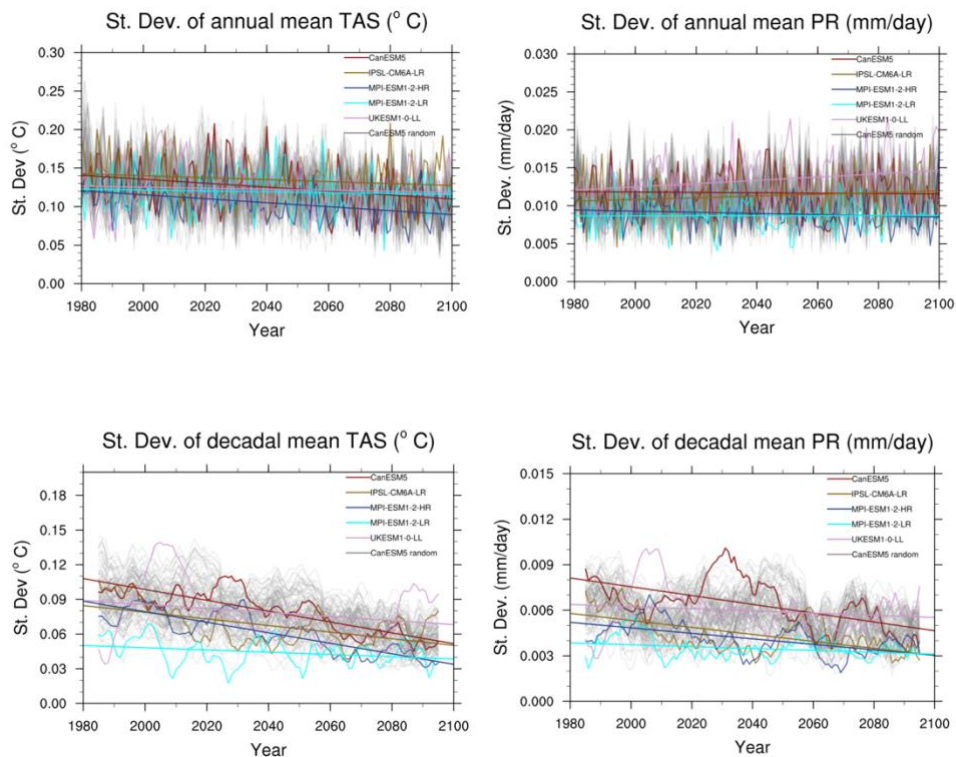 St. Dev. of annual mean TAS (° C)
St. Dev (° C)
0.30
0.25
0.20
0.15
0.10
0.05
0.00
1980 2000 2020 2040 2060 2080 2100
Year
CanESM5
IPSL-CM6A-LR
MPI-ESM1-2-HR
MPI-ESM1-2-LR
UKESM1-0-LL
CanESM5 random
St. Dev. of annual mean PR (mm/day)
St. Dev. (mm/day)
0.030
0.025
0.020
0.015
0.010
0.005
0.000
1980 2000 2020 2040 2060 2080 2100
Year
CanESM5
IPSL-CM6A-LR
MPI-ESM1-2-HR
MPI-ESM1-2-LR
UKESM1-0-LL
CanESM5 random
St. Dev. of decadal mean TAS (° C)
St. Dev (° C)
0.18
0.15
0.12
0.09
0.06
0.03
0.00
1980 2000 2020 2040 2060 2080 2100
Year
CanESM5
IPSL-CM6A-LR
MPI-ESM1-2-HR
MPI-ESM1-2-LR
UKESM1-0-LL
CanESM5 random
St. Dev. of decadal mean PR (mm/day)
St. Dev. (mm/day)
0.015
0.012
0.009
0.006
0.003
0.000
1980 2000 2020 2040 2060 2080 2100
Year
CanESM5
IPSL-CM6A-LR
MPI-ESM1-2-HR
MPI-ESM1-2-LR
UKESM1-0-LL
CanESM5 random